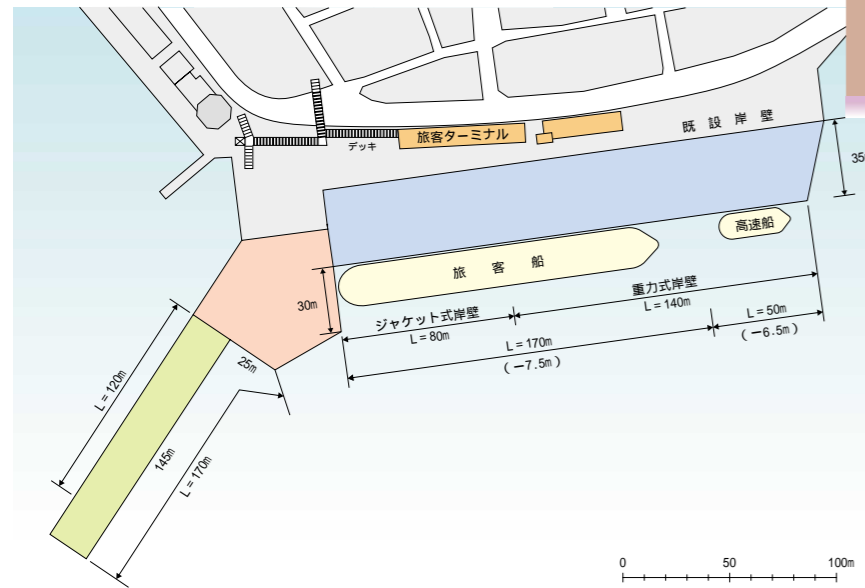 既設岸壁
旅客ターミナル
デッキ
35
高速船
旅客船
30m
重力式岸壁
L=140m
ジャケット式岸壁
L=80m
L=50m
(-6.5m)
L=170m
(-7.5m)
25m
L=120m
145m
L=170m
0 50 100m